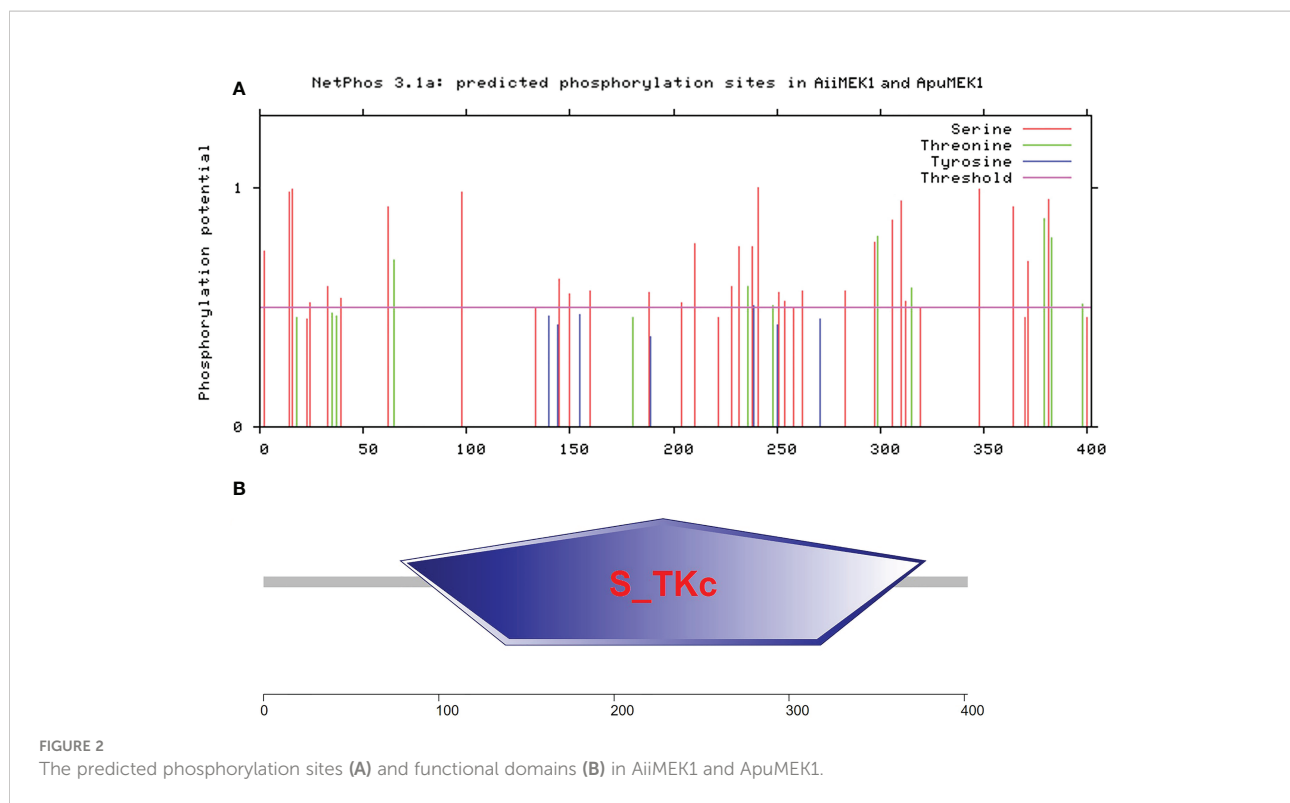 A
NetPhos 3.1a: predicted phosphorylation sites in AiiMEK1 and ApuMEK1
Phosphorylation potential
Serine
Threonine
Tyrosine
Threshold
1
0
0 50 100 150 200 250 300 350 400
B
S_TKc
0 100 200 300 400
FIGURE 2
The predicted phosphorylation sites (A) and functional domains (B) in AiiMEK1 and ApuMEK1.